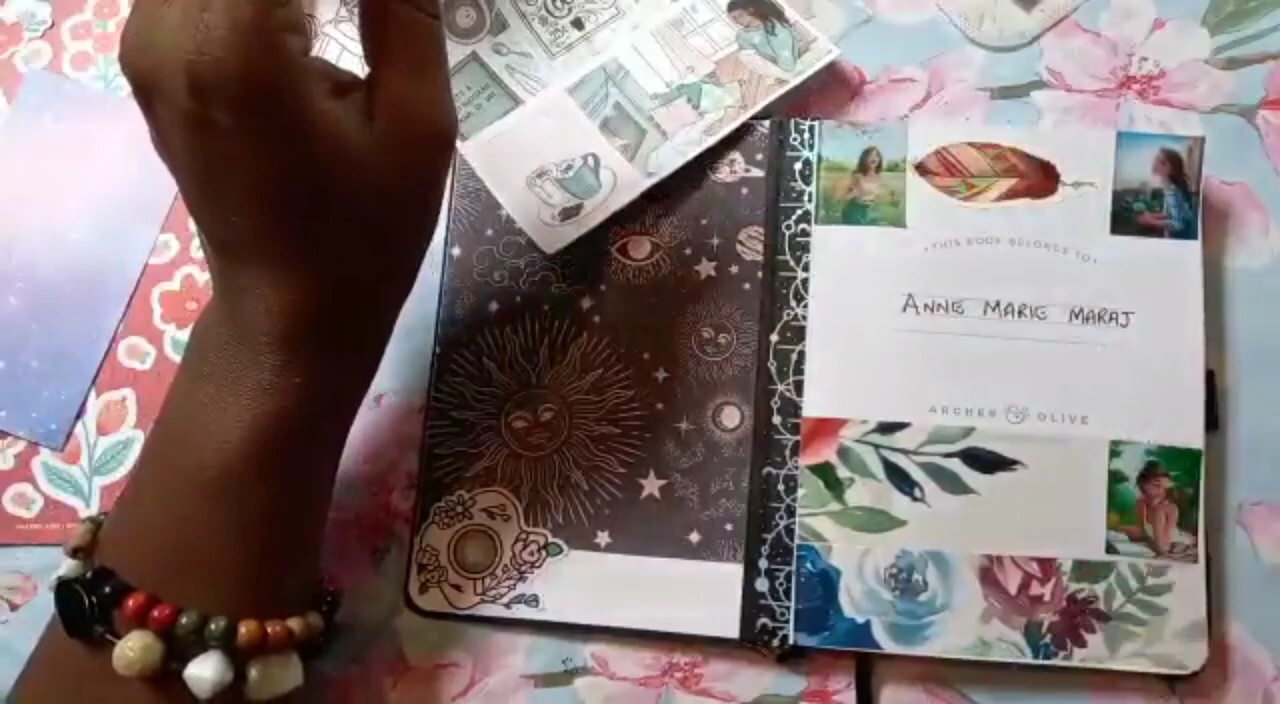 •THIS BOOK BELONGS TO•
ANNE MARIE MARAJ
ARCHER OLIVE